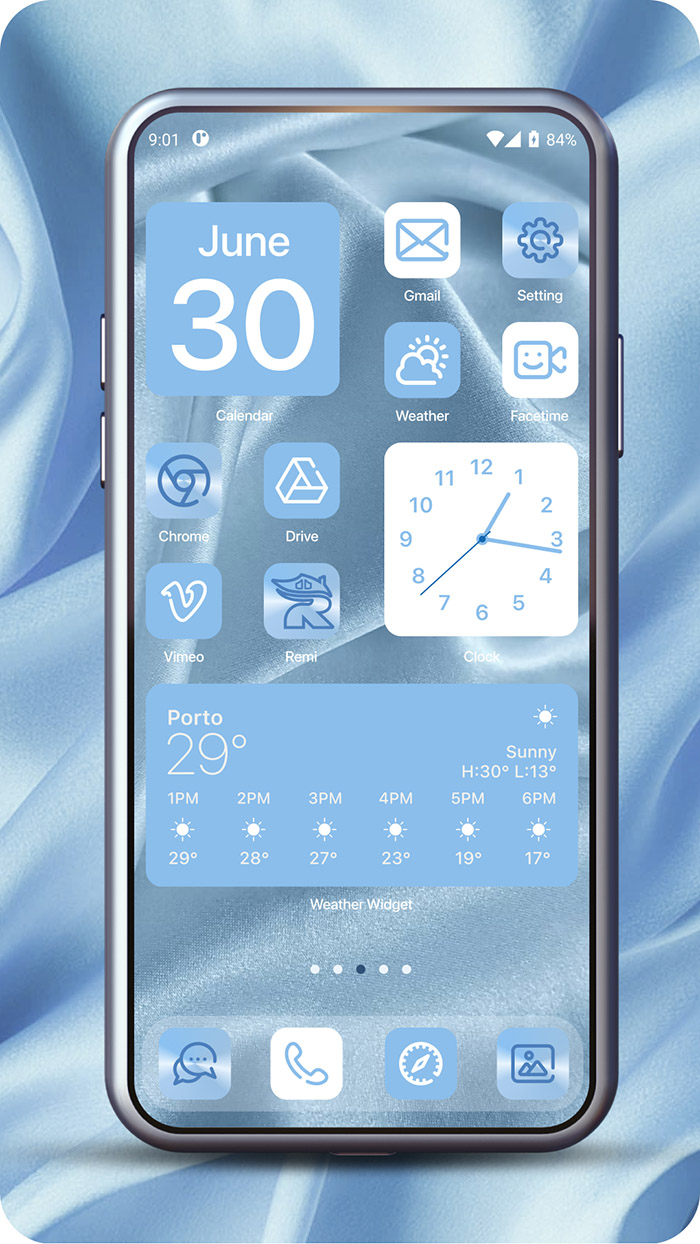 9:01 84%
June
30
Calendar
Gmail
Setting
Weather
Facetime
Chrome
Drive
12
11 1
10 2
9 3
8 4
7 5
6
Vimeo
Remi
Clock
Porto
29°
Sunny
H:30° L:13°
1PM 2PM 3PM 4PM 5PM 6PM
29° 28° 27° 23° 19° 17°
Weather Widget